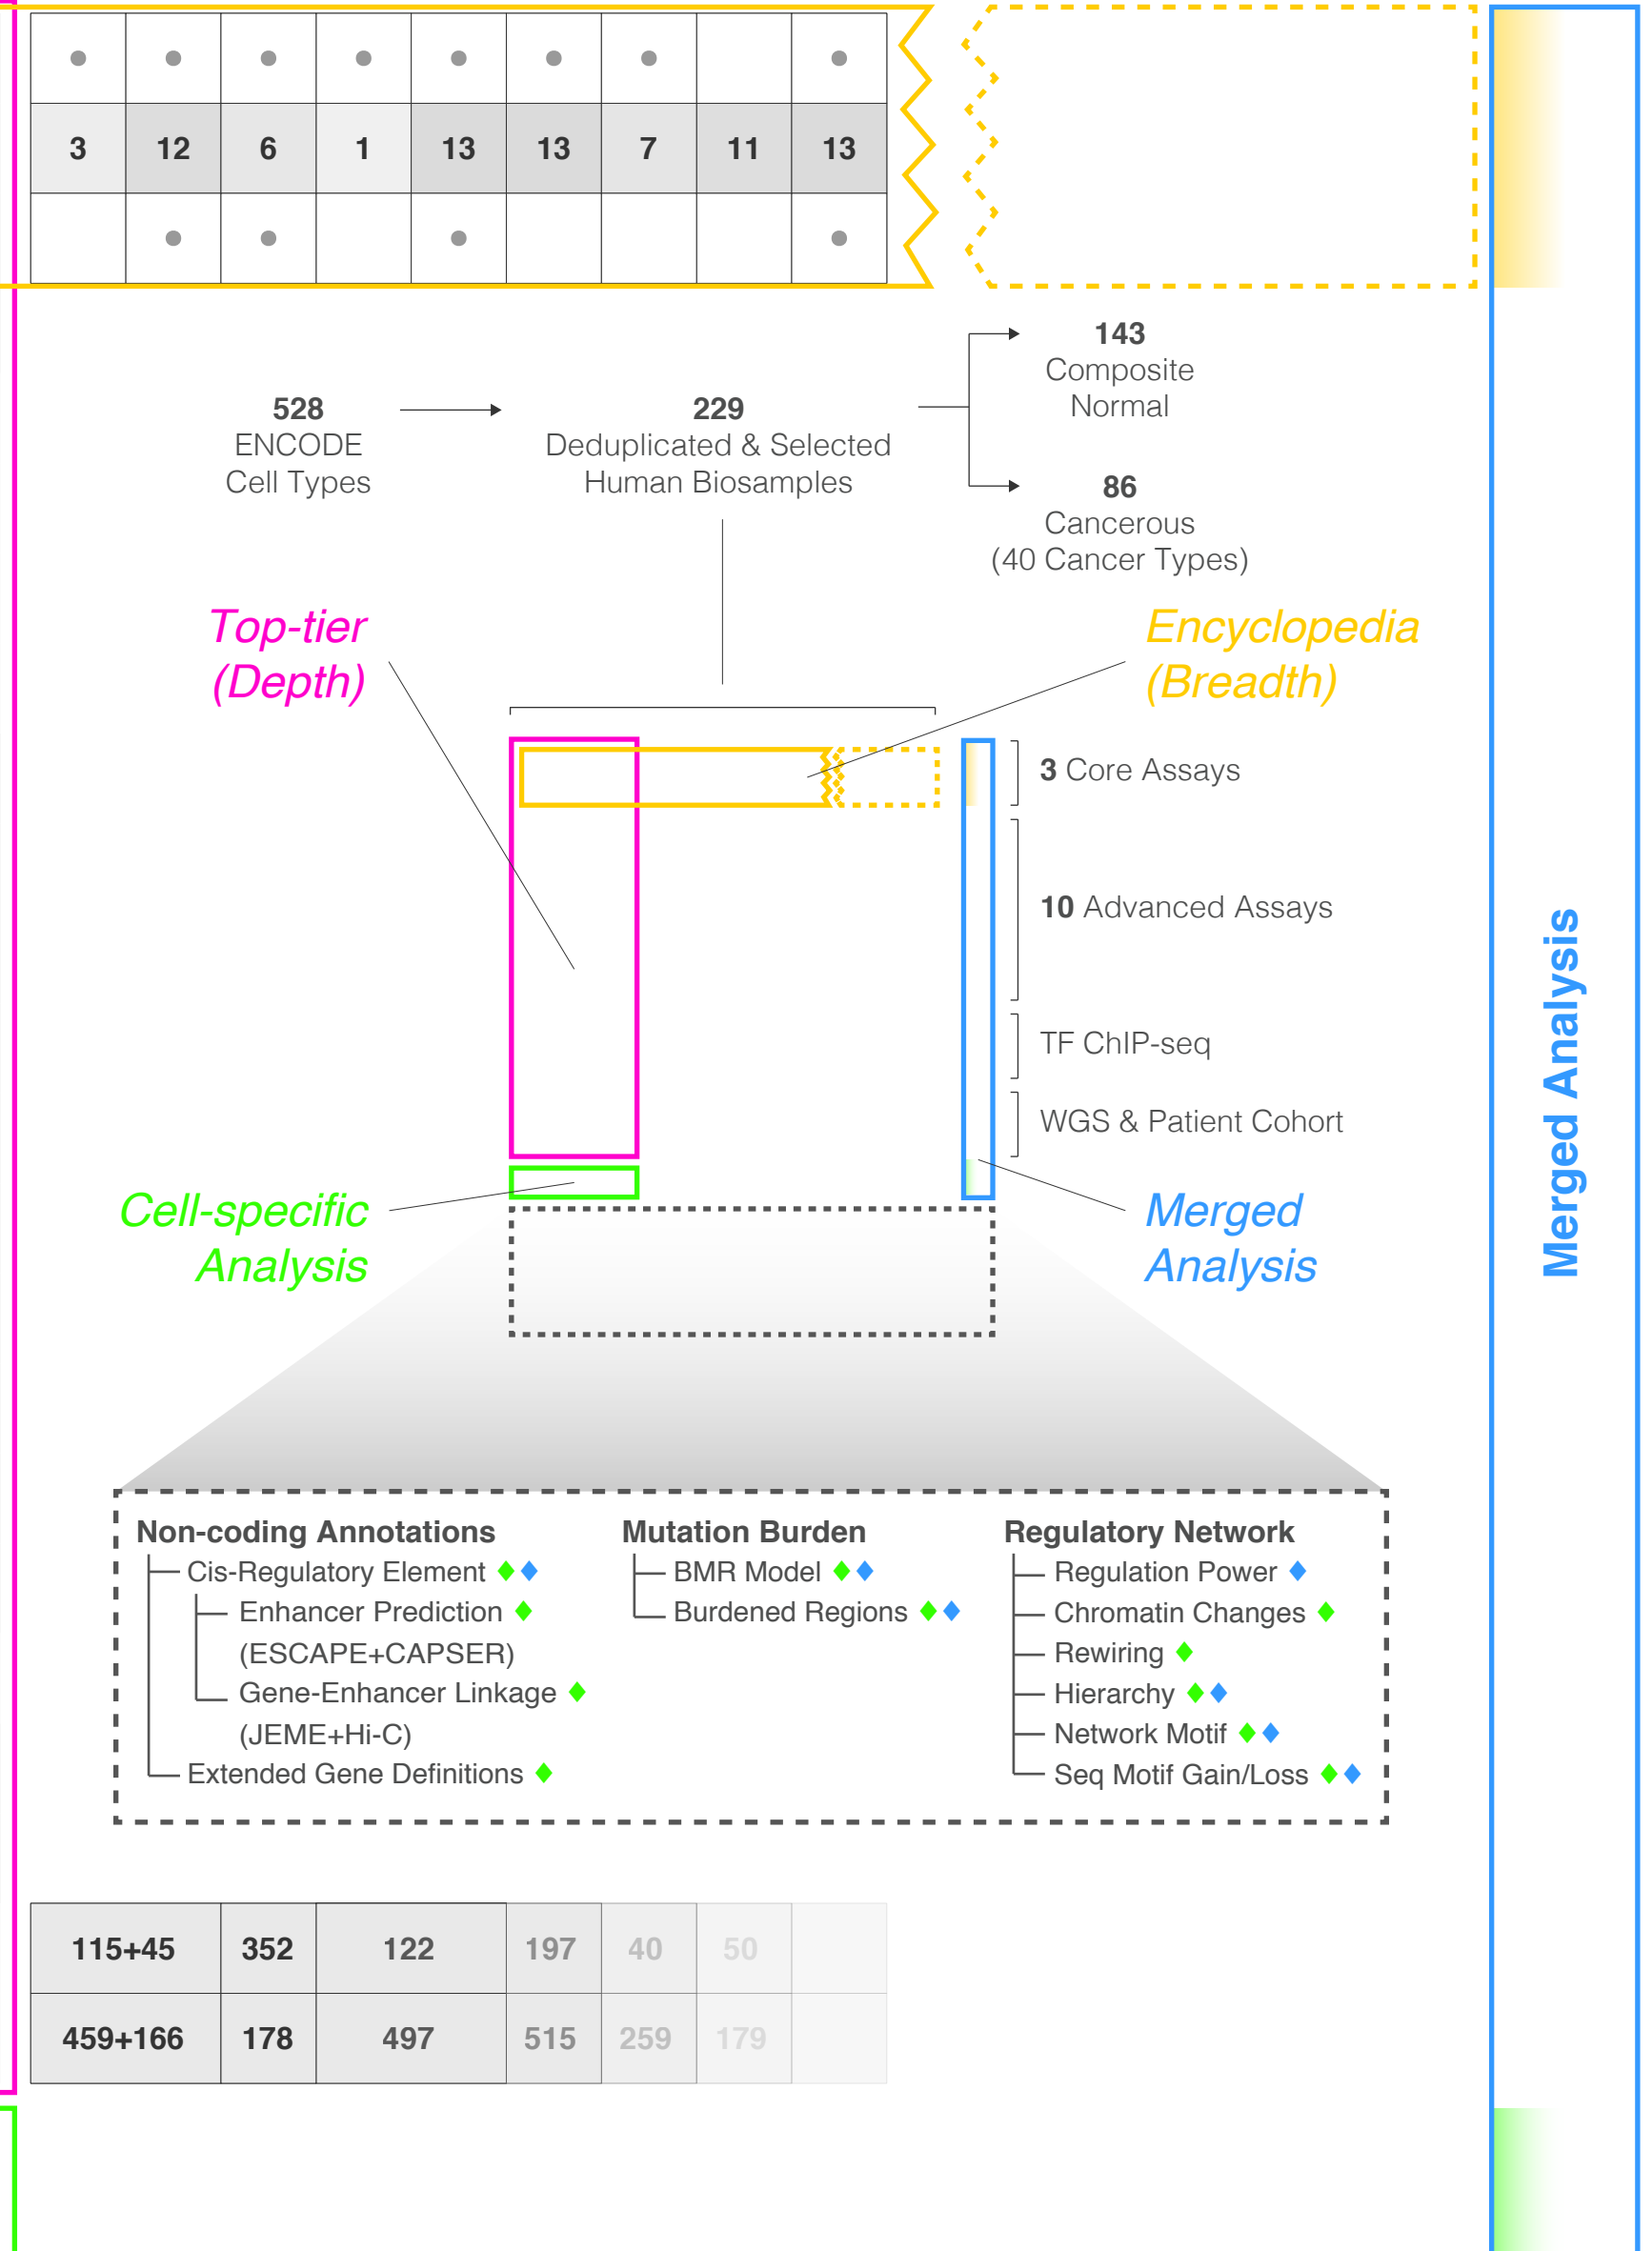 3 12 6 1 13 13 7 11 13
143
Composite
Normal
528
ENCODE
Cell Types
229
Deduplicated & Selected
Human Biosamples
86
Cancerous
(40 Cancer Types)
Top-tier
(Depth)
Encyclopedia
(Breadth)
3 Core Assays
10 Advanced Assays
TF ChIP-seq
WGS & Patient Cohort
Cell-specific
Analysis
Merged
Analysis
Merged Analysis
Non-coding Annotations
Cis-Regulatory Element
Enhancer Prediction
(ESCAPE+CAPSER)
Gene-Enhancer Linkage
(JEME+Hi-C)
Extended Gene Definitions
Mutation Burden
BMR Model
Burdened Regions
Regulatory Network
Regulation Power
Chromatin Changes
Rewiring
Hierarchy
Network Motif
Seq Motif Gain/Loss
115+45 352 122 197 40 50
459+166 178 497 515 259 179